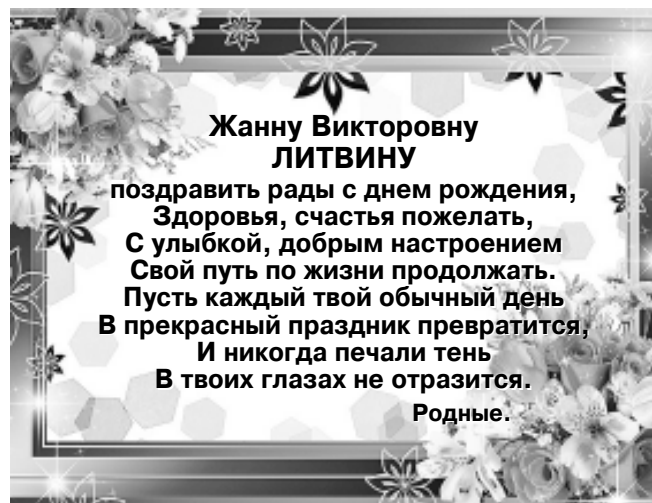 Жанну Викторовну
ЛИТВИНУ
поздравить рады с днем рождения,
Здоровья, счастья пожелать,
С улыбкой, добрым настроением
Свой путь по жизни продолжать.
Пусть каждый твой обычный день
В прекрасный праздник превратится,
И никогда печали тень
В твоих глазах не отразится.
Родные.